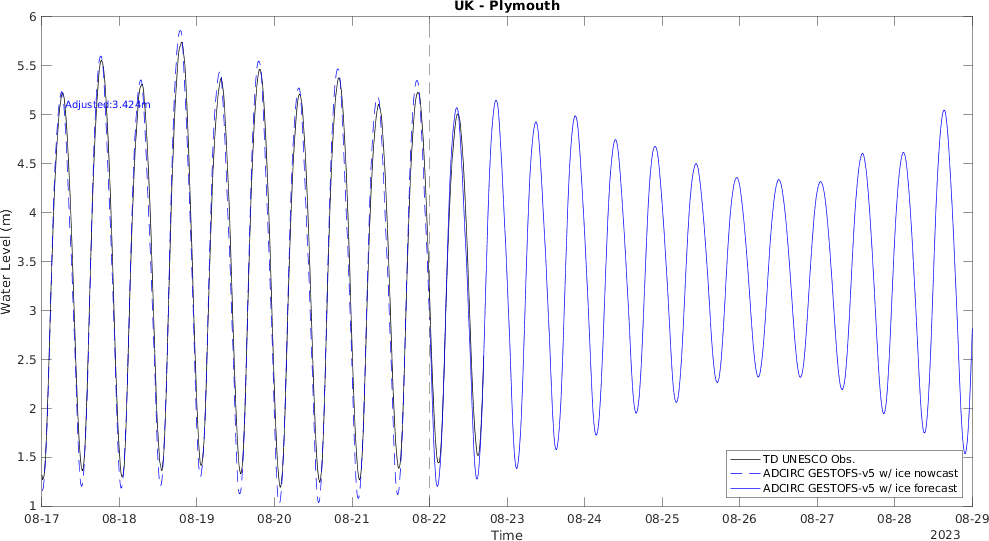 UK - Plymouth
6
5.5
5
4.5
4
3.5
3
2.5
2
1.5
1
Water Level (m)
Adjusted:3.424m
TD UNESCO Obs.
ADCIRC GESTOFS-v5 w/ ice nowcast
ADCIRC GESTOFS-v5 w/ ice forecast
08-17 08-18 08-19 08-20 08-21 08-22 08-23 08-24 08-25 08-26 08-27 08-28 08-29
Time
2023